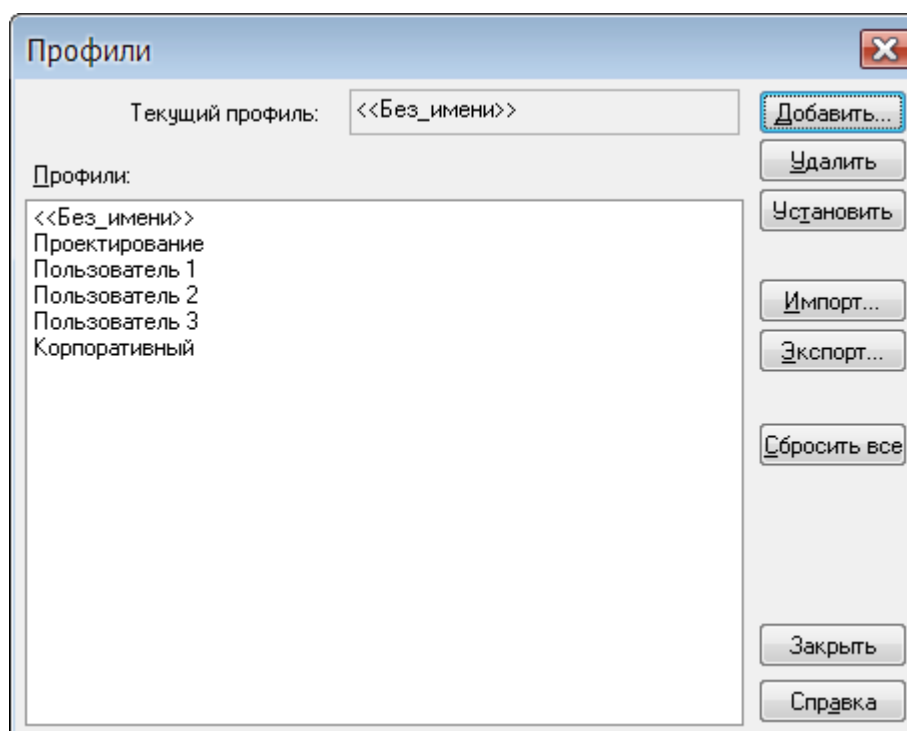 Профили
Текущий профиль: <<Без_имени>>
Добавить...
Удалить
Профили:
Установить
<<Без_имени>>
Проектирование
Пользователь 1
Пользователь 2
Пользователь 3
Корпоративный
Импорт...
Экспорт...
Сбросить все
Закрыть
Справка